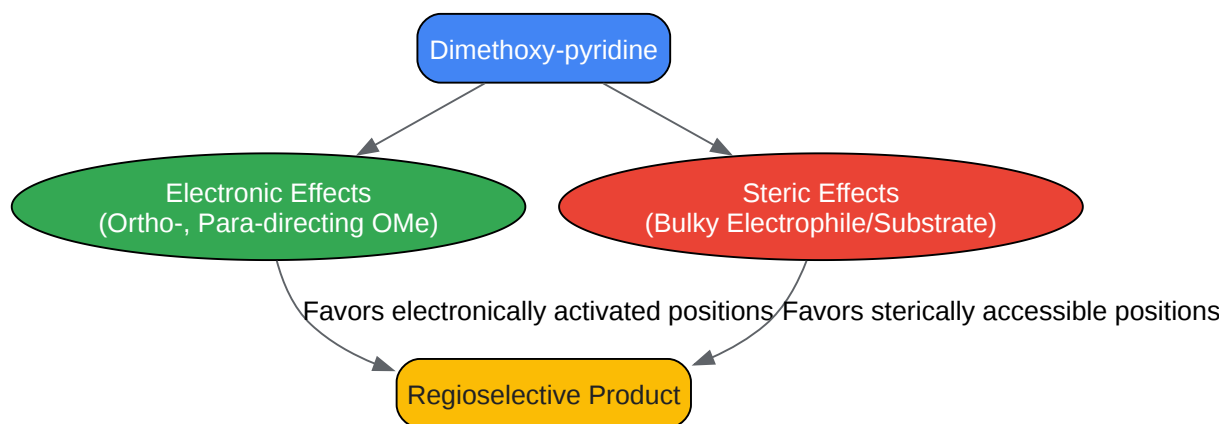 Dimethoxy-pyridine
Electronic Effects
(Ortho-, Para-directing OMe)
Steric Effects
(Bulky Electrophile/Substrate)
Favors electronically activated positions
Favors sterically accessible positions
Regioselective Product